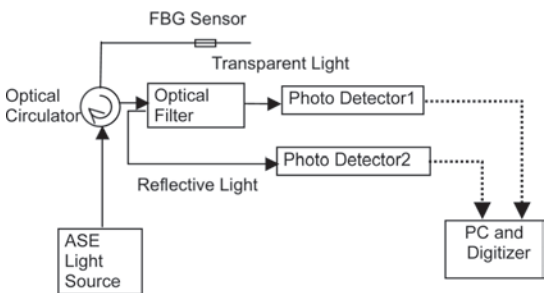 FBG Sensor
Transparent Light
Optical
Circulator
Optical
Filter
Photo Detector1
Photo Detector2
Reflective Light
ASE
Light
Source
PC and
Digitizer